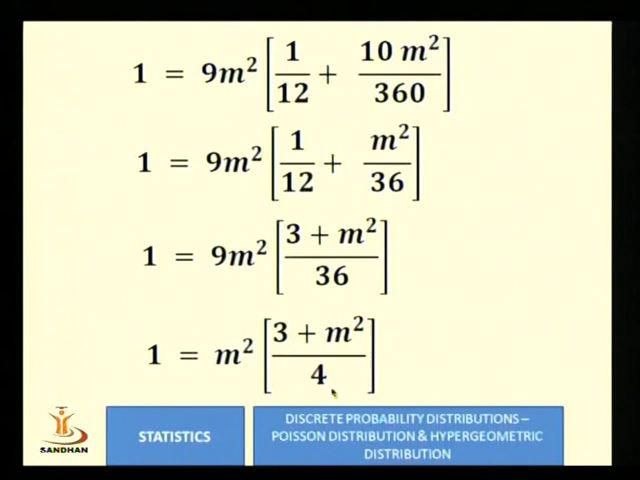 1 = 9m² [1/12 + 10 m²/360]
1 = 9m² [1/12 + m²/36]
1 = 9m² [3 + m²/36]
1 = m² [3 + m²/4]
SANDHAN
STATISTICS
DISCRETE PROBABILITY DISTRIBUTIONS –
POISSON DISTRIBUTION & HYPERGEOMETRIC
DISTRIBUTION